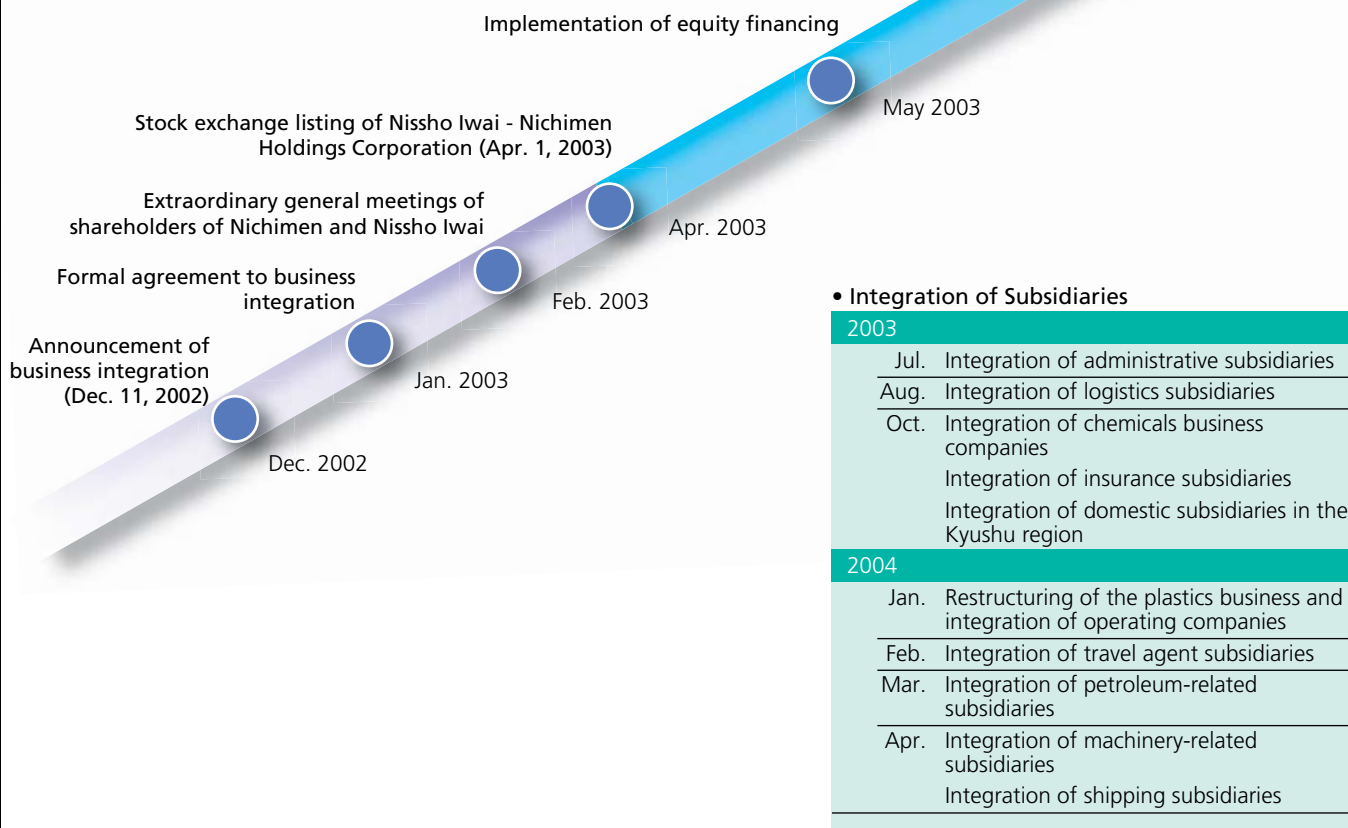 Implementation of equity financing
May 2003
Stock exchange listing of Nissho Iwai - Nichimen
Holdings Corporation (Apr. 1, 2003)
Apr. 2003
Extraordinary general meetings of
shareholders of Nichimen and Nissho Iwai
Feb. 2003
Formal agreement to business
integration
Jan. 2003
Announcement of
business integration
(Dec. 11, 2002)
Dec. 2002
• Integration of Subsidiaries
2003
Jul. Integration of administrative subsidiaries
Aug. Integration of logistics subsidiaries
Oct. Integration of chemicals business
companies
Integration of insurance subsidiaries
Integration of domestic subsidiaries in the
Kyushu region
2004
Jan. Restructuring of the plastics business and
integration of operating companies
Feb. Integration of travel agent subsidiaries
Mar. Integration of petroleum-related
subsidiaries
Apr. Integration of machinery-related
subsidiaries
Integration of shipping subsidiaries